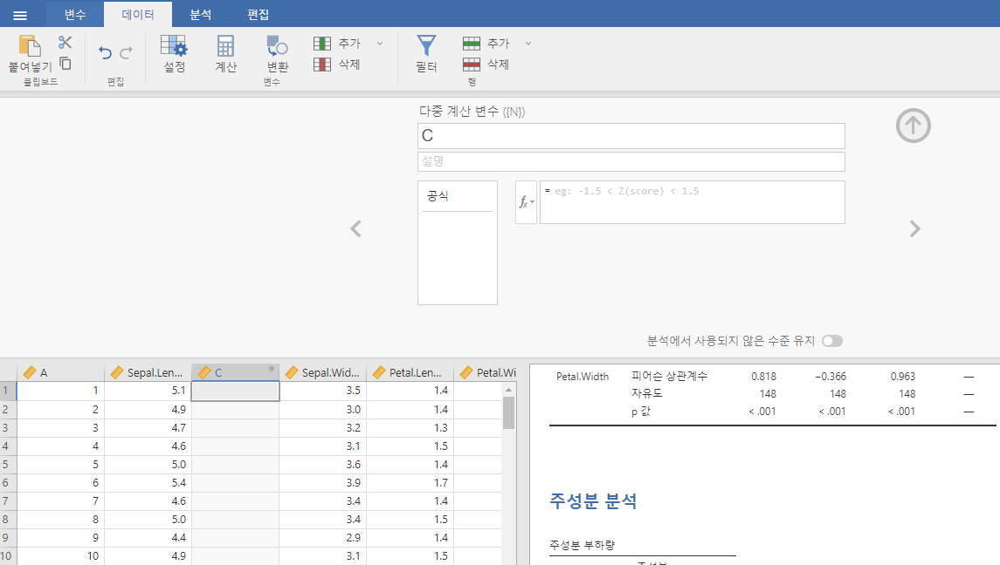 변수 데이터 분석 편집
붙여넣기 설정 계산 변환 추가 삭제 필터 추가 삭제
클립보드 편집 변수 행
다중 계산 변수 ({N})
C
설명
공식
fx
= eg: -1.5 < Z(score) < 1.5
분석에서 사용되지 않은 수준 유지
A Sepal.Len... C Sepal.Wid... Petal.Len... Petal.Wi
1 1 5.1 3.5 1.4
2 2 4.9 3.0 1.4
3 3 4.7 3.2 1.3
4 4 4.6 3.1 1.5
5 5 5.0 3.6 1.4
6 6 5.4 3.9 1.7
7 7 4.6 3.4 1.4
8 8 5.0 3.4 1.5
9 9 4.4 2.9 1.4
10 10 4.9 3.1 1.5
Petal.Width 피어슨 상관계수 0.818 −0.366 0.963 —
자유도 148 148 148 —
p 값 < .001 < .001 < .001 —
주성분 분석
주성분 부하량